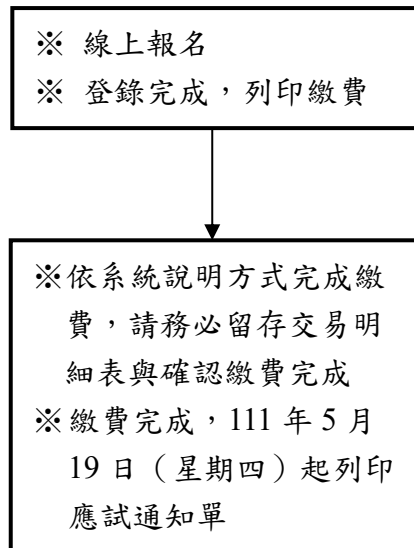 ※ 線上報名
※ 登錄完成，列印繳費
※依系統說明方式完成繳
費，請務必留存交易明
細表與確認繳費完成
※繳費完成，111 年 5 月
19 日（星期四）起列印
應試通知單